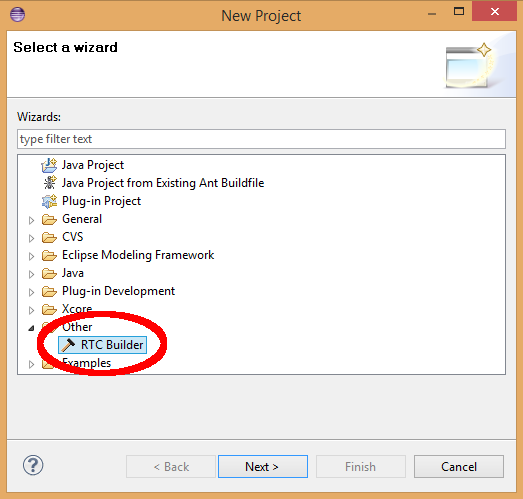 New Project
Select a wizard
Wizards:
type filter text
Java Project
Java Project from Existing Ant Buildfile
Plug-in Project
General
CVS
Eclipse Modeling Framework
Java
Plug-in Development
Xcore
Other
RTC Builder
Examples
? < Back Next > Finish Cancel